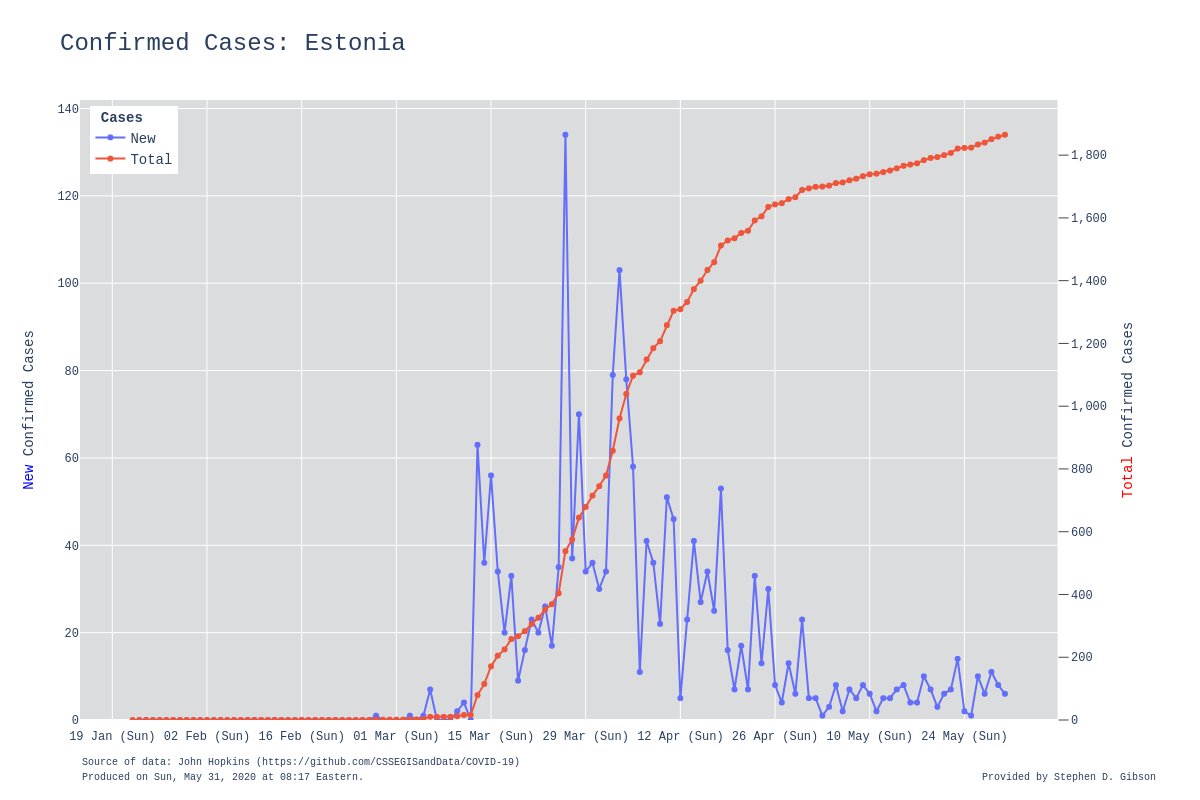 Confirmed Cases: Estonia
Cases
New
Total
140
120
100
80
60
40
20
0
New Confirmed Cases
1,800
1,600
1,400
1,200
1,000
800
600
400
200
0
Total Confirmed Cases
19 Jan (Sun) 02 Feb (Sun) 16 Feb (Sun) 01 Mar (Sun) 15 Mar (Sun) 29 Mar (Sun) 12 Apr (Sun) 26 Apr (Sun) 10 May (Sun) 24 May (Sun)
Source of data: John Hopkins (https://github.com/CSSEGISandData/COVID-19)
Produced on Sun, May 31, 2020 at 08:17 Eastern.
Provided by Stephen D. Gibson